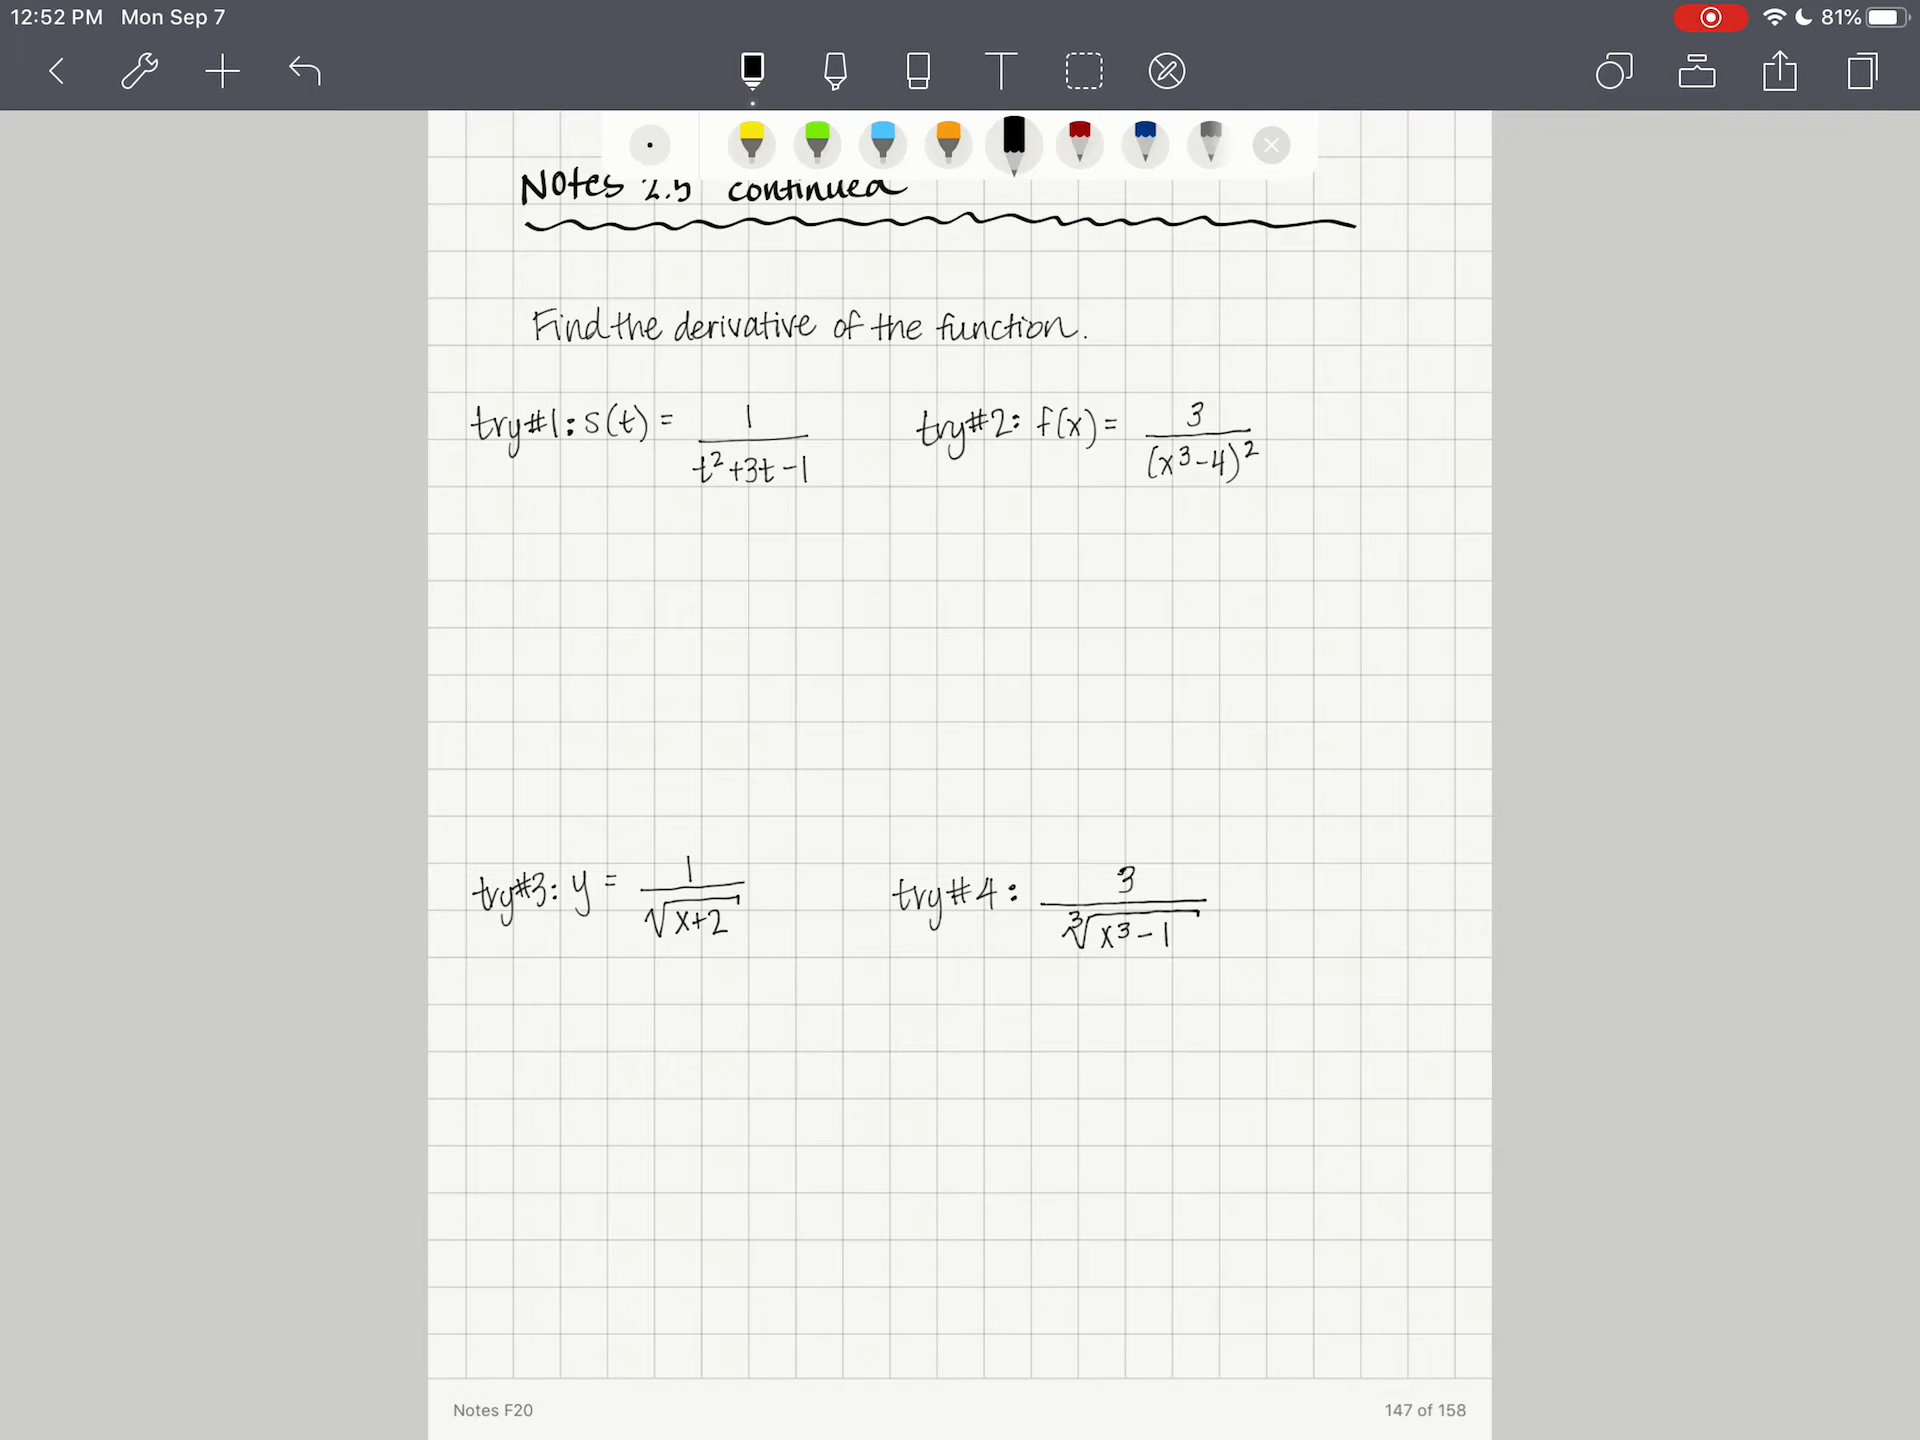 12:52 PM Mon Sep 7 81%
Notes 2.5 continued
Find the derivative of the function.
try#1: s(t) = 1/(t²+3t-1) try#2: f(x) = 3/(x³-4)²
try#3: y = 1/√(x+2) try#4: 3/∛(x³-1)
Notes F20 147 of 158